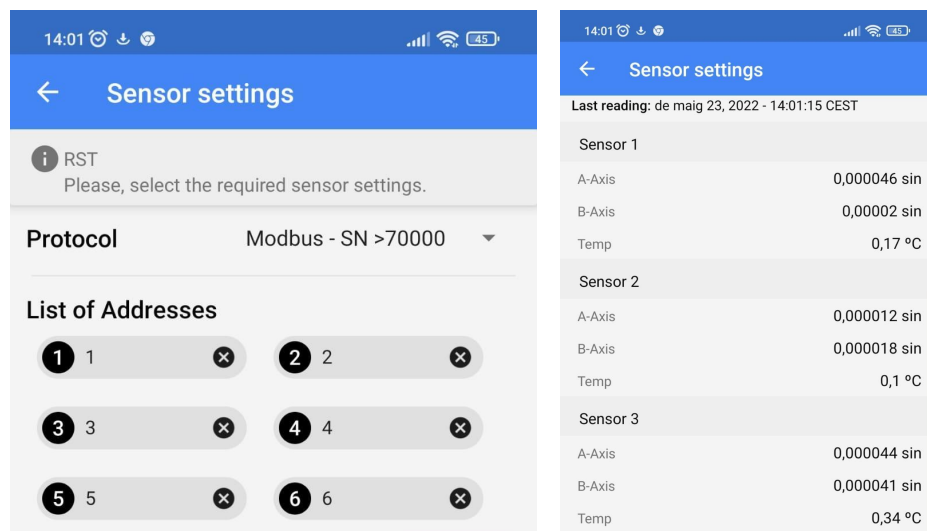 14:01
45
Sensor settings
RST
Please, select the required sensor settings.
Protocol Modbus - SN >70000
List of Addresses
1 1 2 2
3 3 4 4
5 5 6 6
14:01
45
Sensor settings
Last reading: de maig 23, 2022 - 14:01:15 CEST
Sensor 1
A-Axis 0,000046 sin
B-Axis 0,00002 sin
Temp 0,17 ºC
Sensor 2
A-Axis 0,000012 sin
B-Axis 0,000018 sin
Temp 0,1 ºC
Sensor 3
A-Axis 0,000044 sin
B-Axis 0,000041 sin
Temp 0,34 ºC